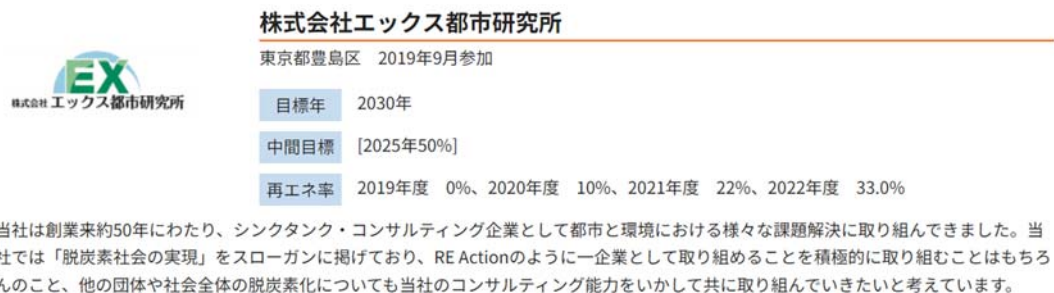 株式会社エックス都市研究所
東京都豊島区　2019年9月参加
EX
株式会社 エックス都市研究所
目標年　2030年
中間目標　[2025年50%]
再エネ率　2019年度　0%、2020年度　10%、2021年度　22%、2022年度　33.0%
当社は創業来約50年にわたり、シンクタンク・コンサルティング企業として都市と環境における様々な課題解決に取り組んできました。当
社では「脱炭素社会の実現」をスローガンに掲げており、RE Actionのように一企業として取り組めることを積極的に取り組むことはもちろ
んのこと、他の団体や社会全体の脱炭素化についても当社のコンサルティング能力をいかして共に取り組んでいきたいと考えています。